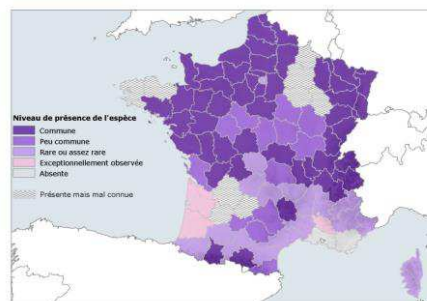 Niveau de présence de l'espèce
Commune
Peu commune
Rare ou assez rare
Exceptionnellement observée
Absente
Présente mais mal connue